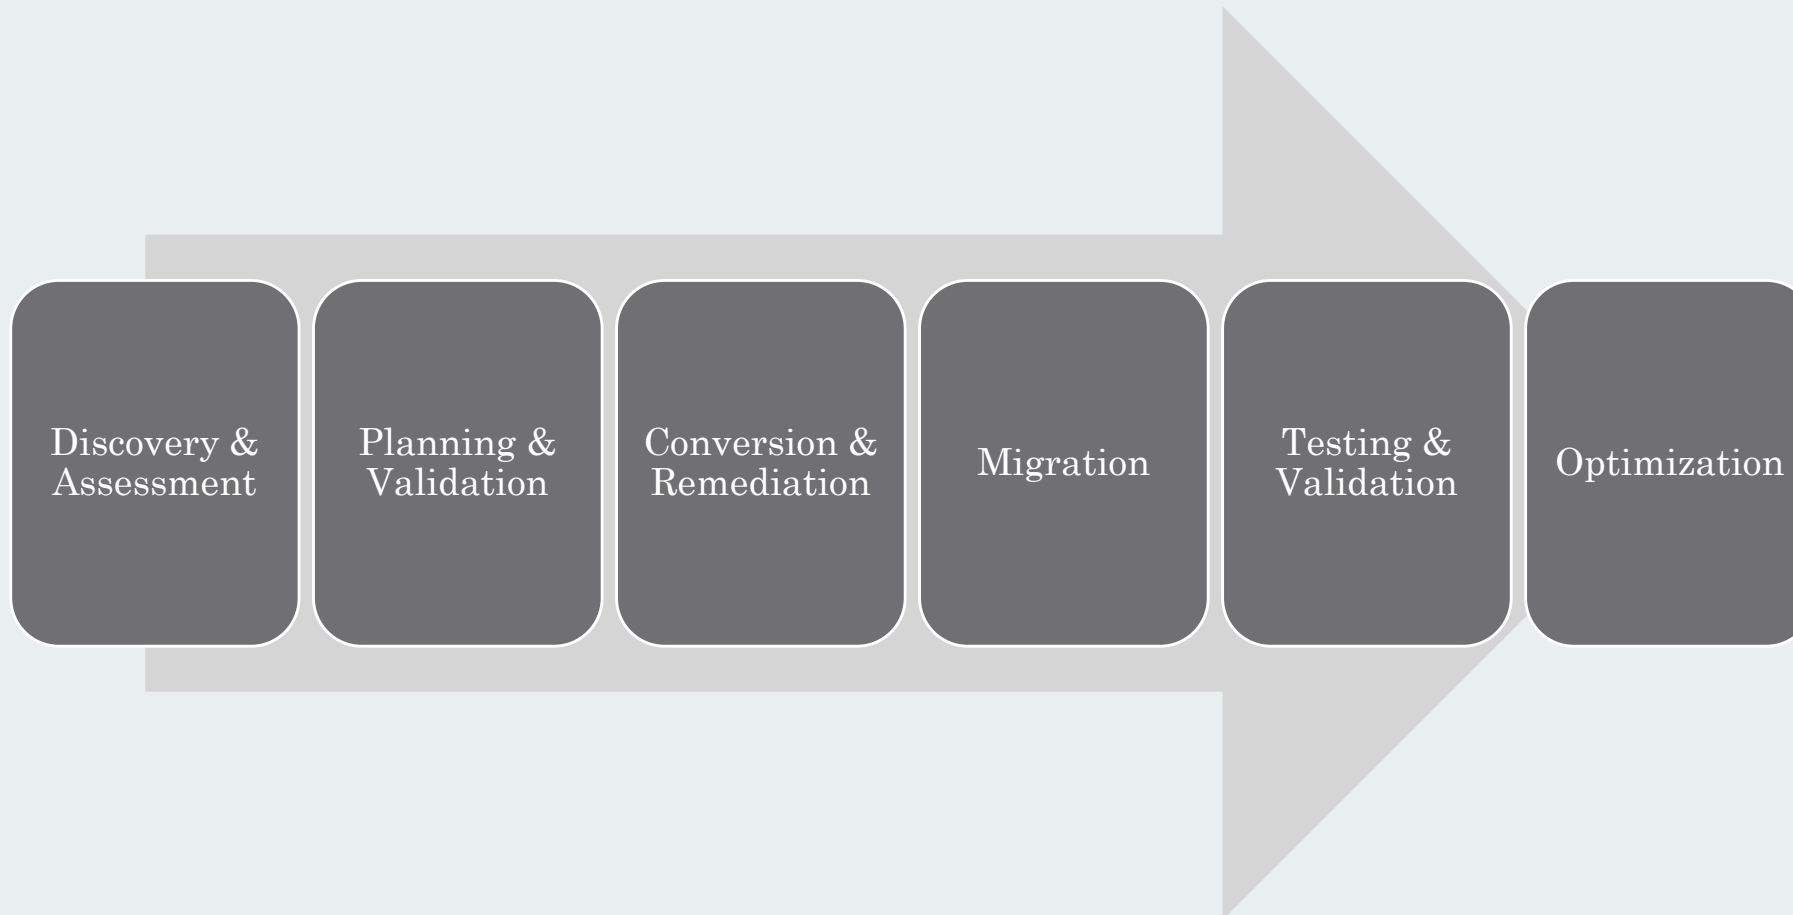 Discovery &
Assessment
Planning &
Validation
Conversion &
Remediation
Migration
Testing &
Validation
Optimization